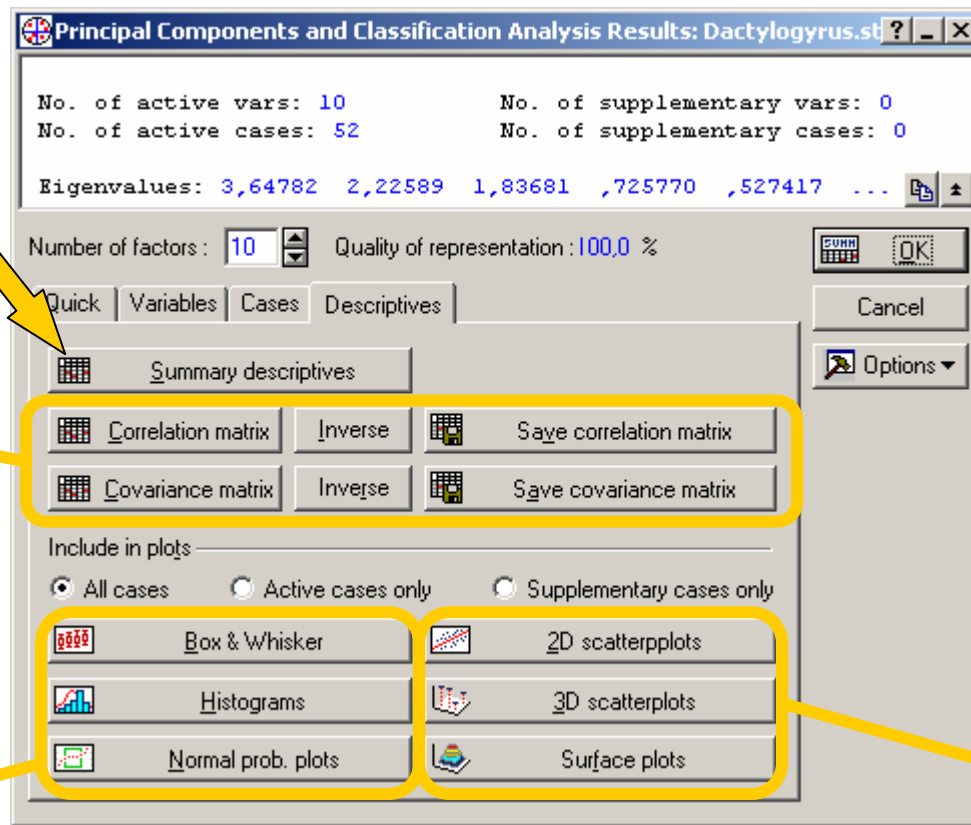 Principal Components and Classification Analysis Results: Dactylogyrus.st
No. of active vars: 10 No. of supplementary vars: 0
No. of active cases: 52 No. of supplementary cases: 0
Eigenvalues: 3,64782 2,22589 1,83681 ,725770 ,527417 ...
Number of factors : 10 Quality of representation : 100,0 %
SUMM OK
Quick Variables Cases Descriptives
Cancel
Summary descriptives
Options
Correlation matrix Inverse Save correlation matrix
Covariance matrix Inverse Save covariance matrix
Include in plots
All cases Active cases only Supplementary cases only
Box & Whisker 2D scatterpplots
Histograms 3D scatterplots
Normal prob. plots Surface plots